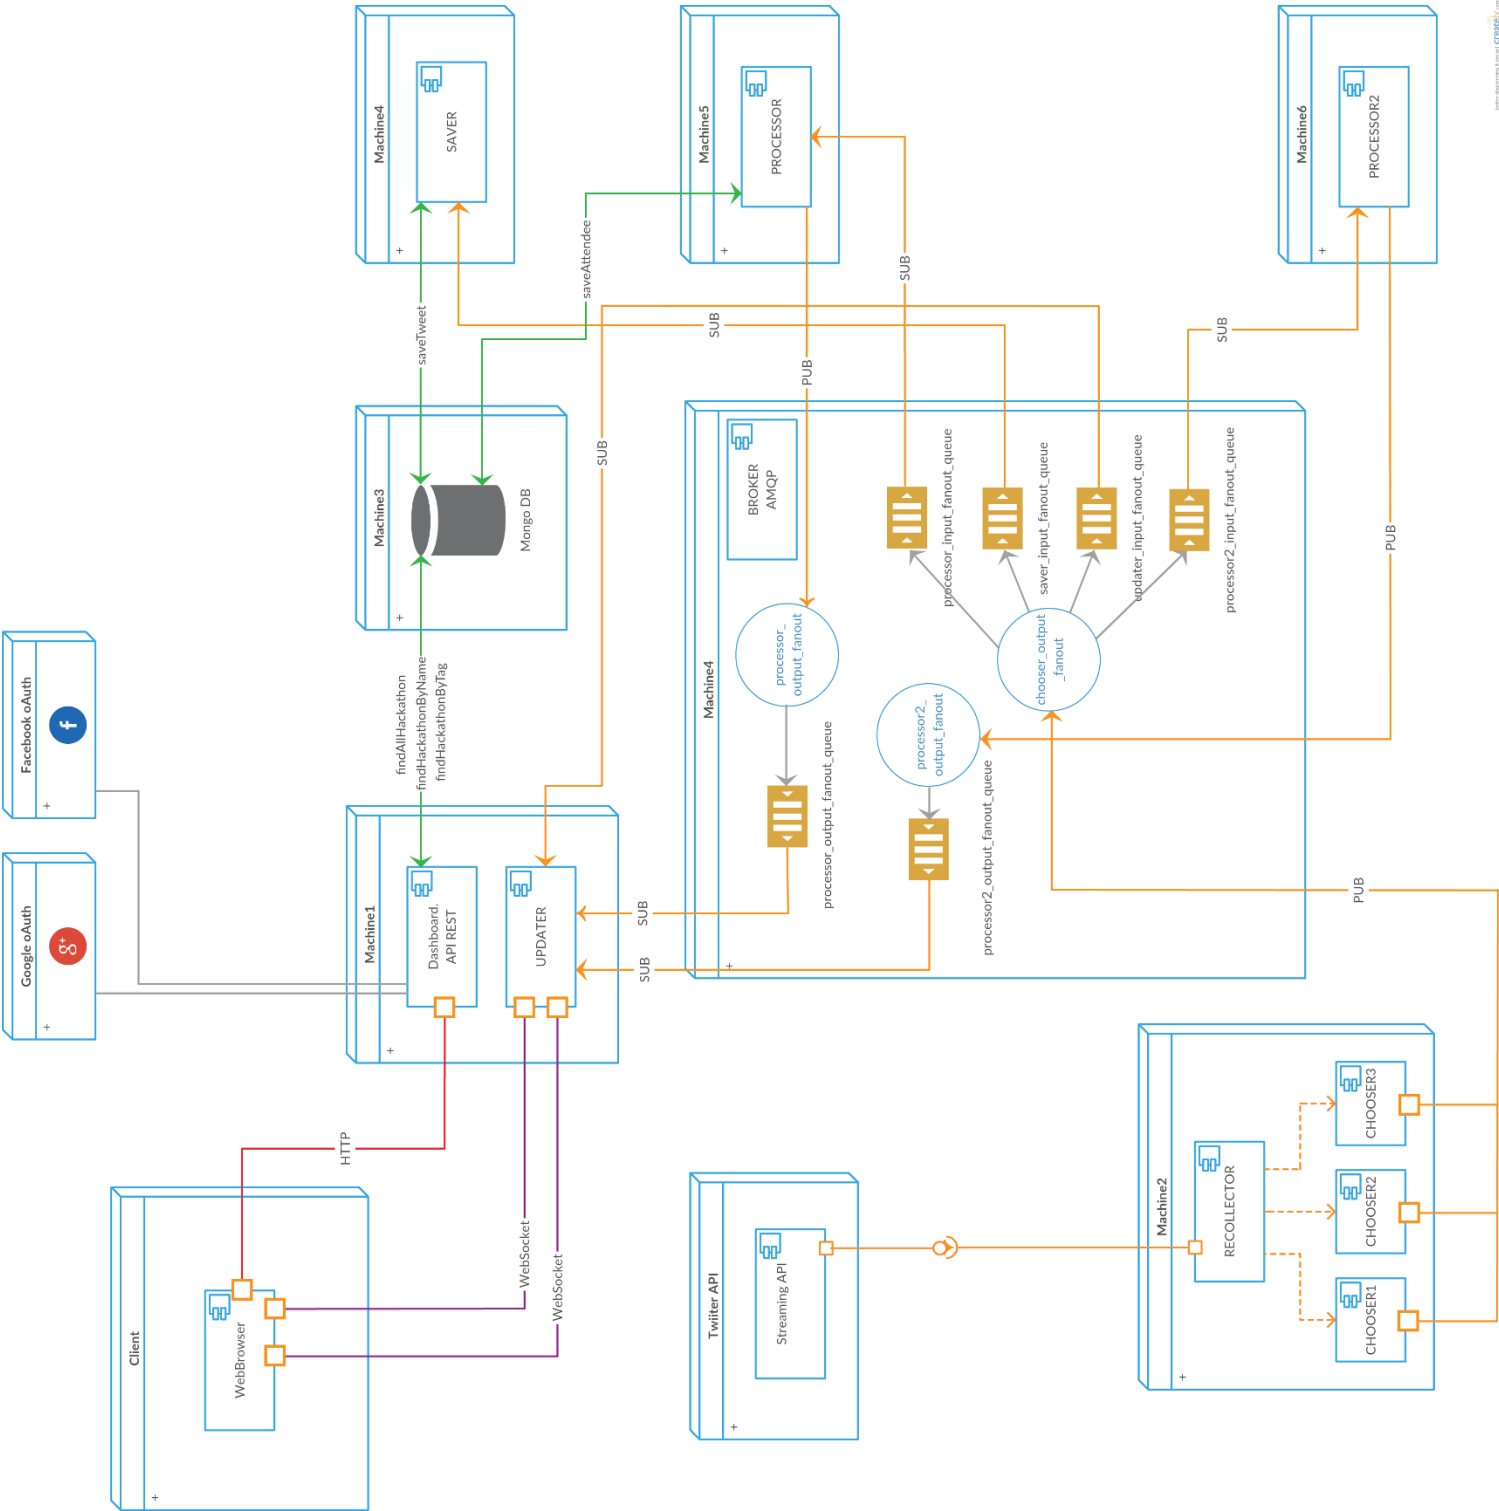 Client
WebBrowser
+
HTTP
WebSocket
WebSocket
Google oAuth
g+
+
Facebook oAuth
f
+
Machine1
Dashboard.
API REST
UPDATER
+
findAllHackathon
findHackathonByName
findHackathonByTag
Machine3
Mongo DB
+
saveTweet
Machine4
SAVER
+
saveAttendee
Machine5
PROCESSOR
+
SUB
SUB
SUB
PUB
SUB
SUB
SUB
Machine4
BROKER
AMQP
+
processor_
output_fanout
processor_output_fanout_queue
processor2_
output_fanout
processor2_output_fanout_queue
chooser_output
_fanout
processor_input_fanout_queue
saver_input_fanout_queue
updater_input_fanout_queue
processor2_input_fanout_queue
PUB
PUB
Machine6
PROCESSOR2
+
Twiiter API
Streaming API
+
Machine2
RECOLLECTOR
CHOOSER1
CHOOSER2
CHOOSER3
+